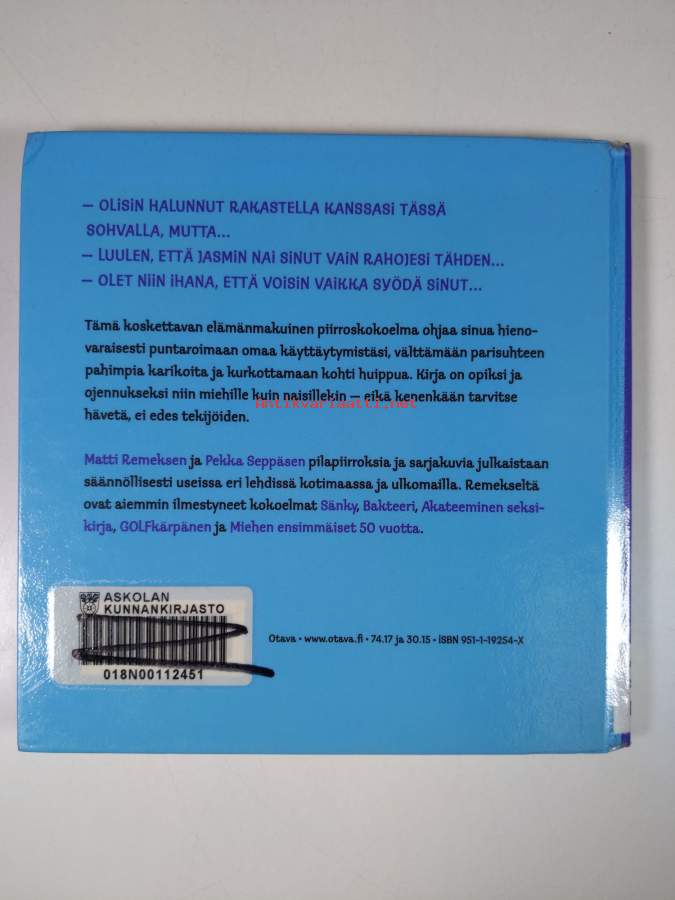 – OLiSiN HALUNNUT RAKASTELLA KANSSASi TÄSSÄ
SOHVALLA, MUTTA...
– LUULEN, ETTÄ JASMiN NAi SiNUT VAiN RAHOJESi TÄHDEN...
– OLET NiiN iHANA, ETTÄ VOiSiN VAiKKA SYÖDÄ SiNUT...
Tämä koskettavan elämänmakuinen piirroskokoelma ohjaa sinua hieno-
varaisesti puntaroimaan omaa käyttäytymistäsi, välttämään parisuhteen
pahimpia karikoita ja kurkottamaan kohti huippua. Kirja on opiksi ja
ojennukseksi niin miehille kuin naisillekin – eikä kenenkään tarvitse
antikvariaatti.net
hävetä, ei edes tekijöiden.
Matti Remeksen ja Pekka Seppäsen pilapiirroksia ja sarjakuvia julkaistaan
säännöllisesti useissa eri lehdissä kotimaassa ja ulkomailla. Remekseltä
ovat aiemmin ilmestyneet kokoelmat Sänky, Bakteeri, Akateeminen seksi-
kirja, GOLFkärpänen ja Miehen ensimmäiset 50 vuotta.
ASKOLAN
KUNNANKIRJASTO
018N00112451
Otava • www.otava.fi • 74.17 ja 30.15 • iSBN 951-1-19254-X